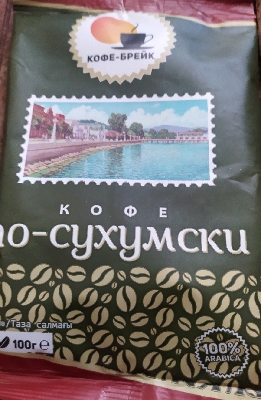 КОФЕ-БРЕЙК
КОФЕ
по-сухумски
/Таза салмағы
100г е
100%
ARABICA